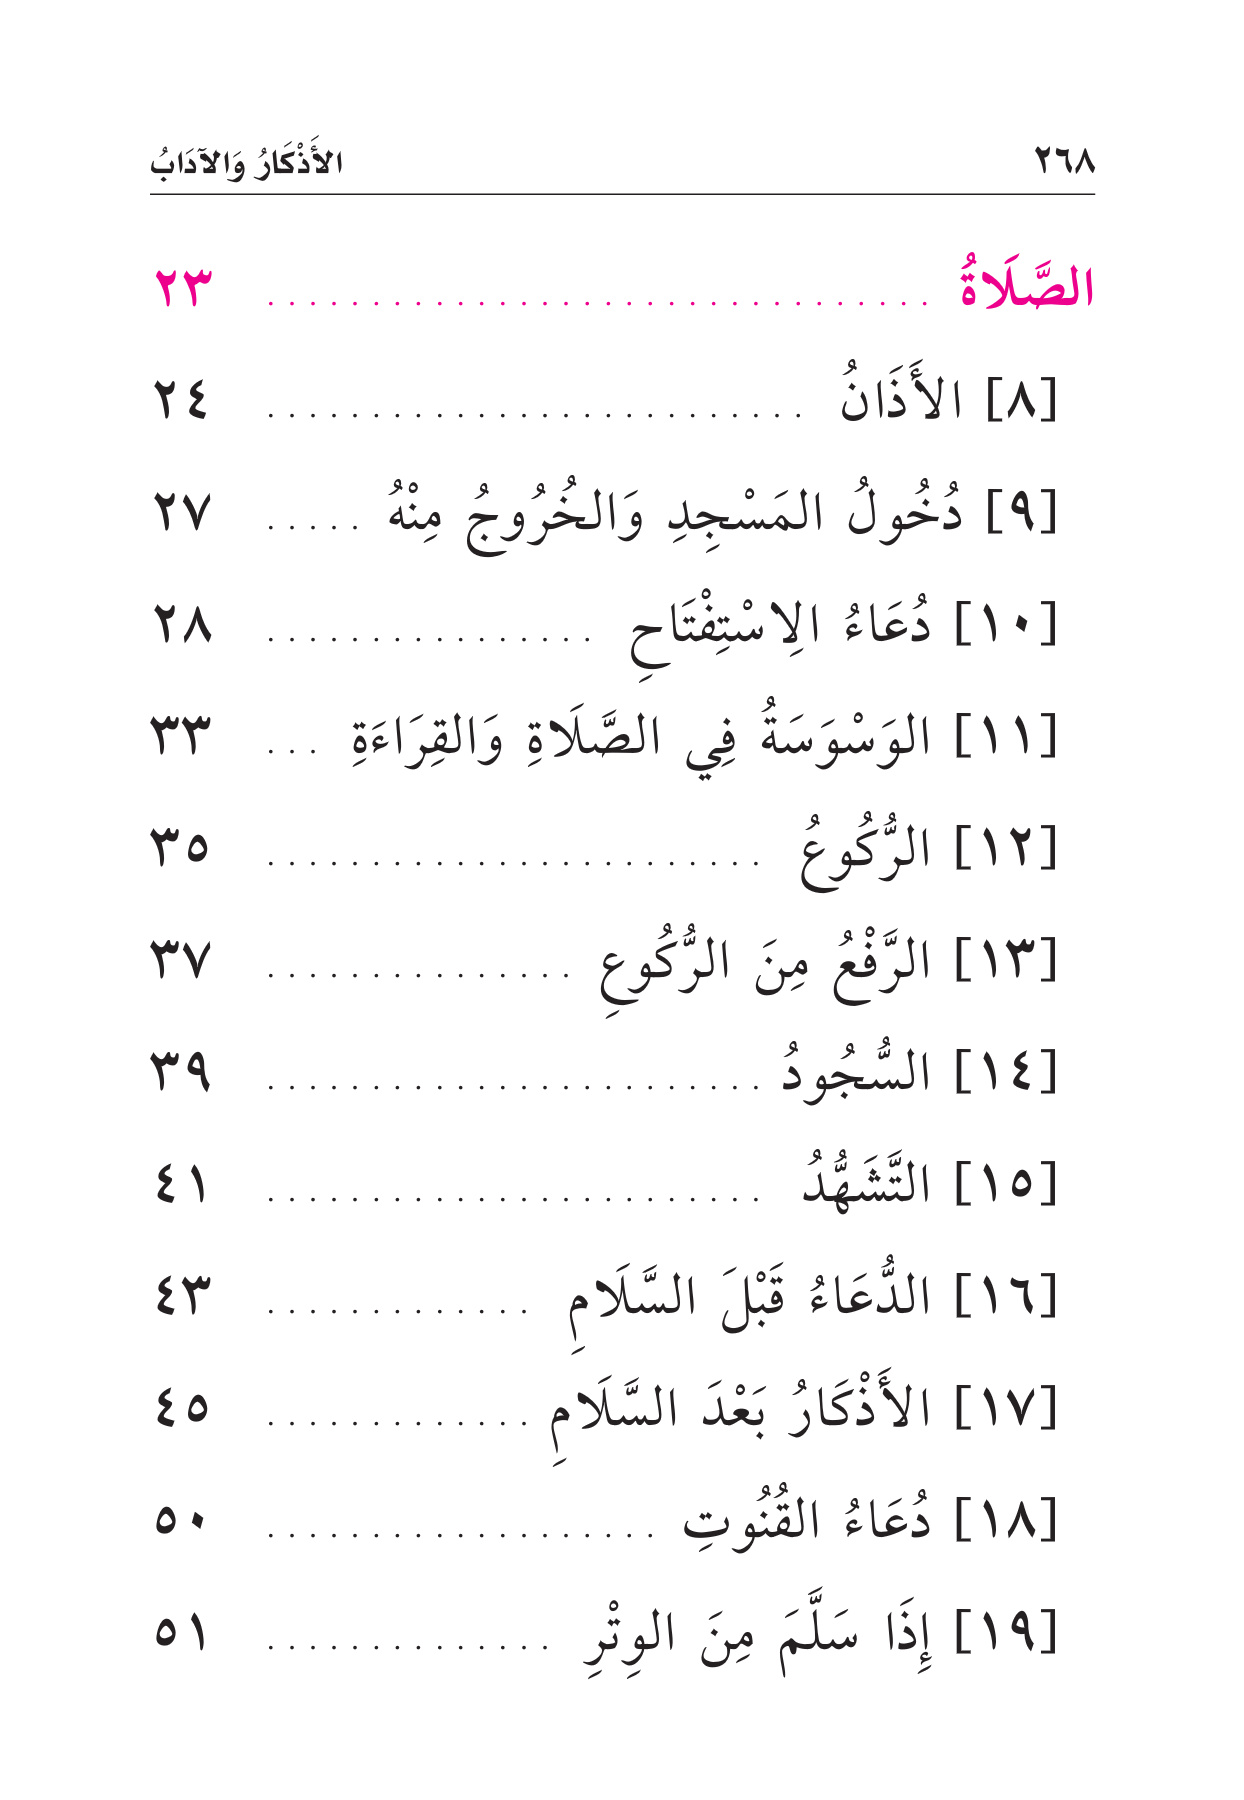 ٢٦٨ الأَذْكَارُ وَالآدَابُ
الصَّلَاةُ . . . . . . . . . . . . . . . . . . . . . . . . . . . . . . . . ٢٣
[٨] الأَذَانُ . . . . . . . . . . . . . . . . . . . . . . . . . . ٢٤
[٩] دُخُولُ المَسْجِدِ وَالخُرُوجُ مِنْهُ . . . . . ٢٧
[١٠] دُعَاءُ الِاسْتِفْتَاحِ . . . . . . . . . . . . . . . . ٢٨
[١١] الوَسْوَسَةُ فِي الصَّلَاةِ وَالقِرَاءَةِ . . . ٣٣
[١٢] الرُّكُوعُ . . . . . . . . . . . . . . . . . . . . . . . . ٣٥
[١٣] الرَّفْعُ مِنَ الرُّكُوعِ . . . . . . . . . . . . . . . ٣٧
[١٤] السُّجُودُ . . . . . . . . . . . . . . . . . . . . . . . . ٣٩
[١٥] التَّشَهُّدُ . . . . . . . . . . . . . . . . . . . . . . . . ٤١
[١٦] الدُّعَاءُ قَبْلَ السَّلَامِ . . . . . . . . . . . . . ٤٣
[١٧] الأَذْكَارُ بَعْدَ السَّلَامِ . . . . . . . . . . . . . ٤٥
[١٨] دُعَاءُ القُنُوتِ . . . . . . . . . . . . . . . . . . . ٥٠
[١٩] إِذَا سَلَّمَ مِنَ الوِتْرِ . . . . . . . . . . . . . . ٥١